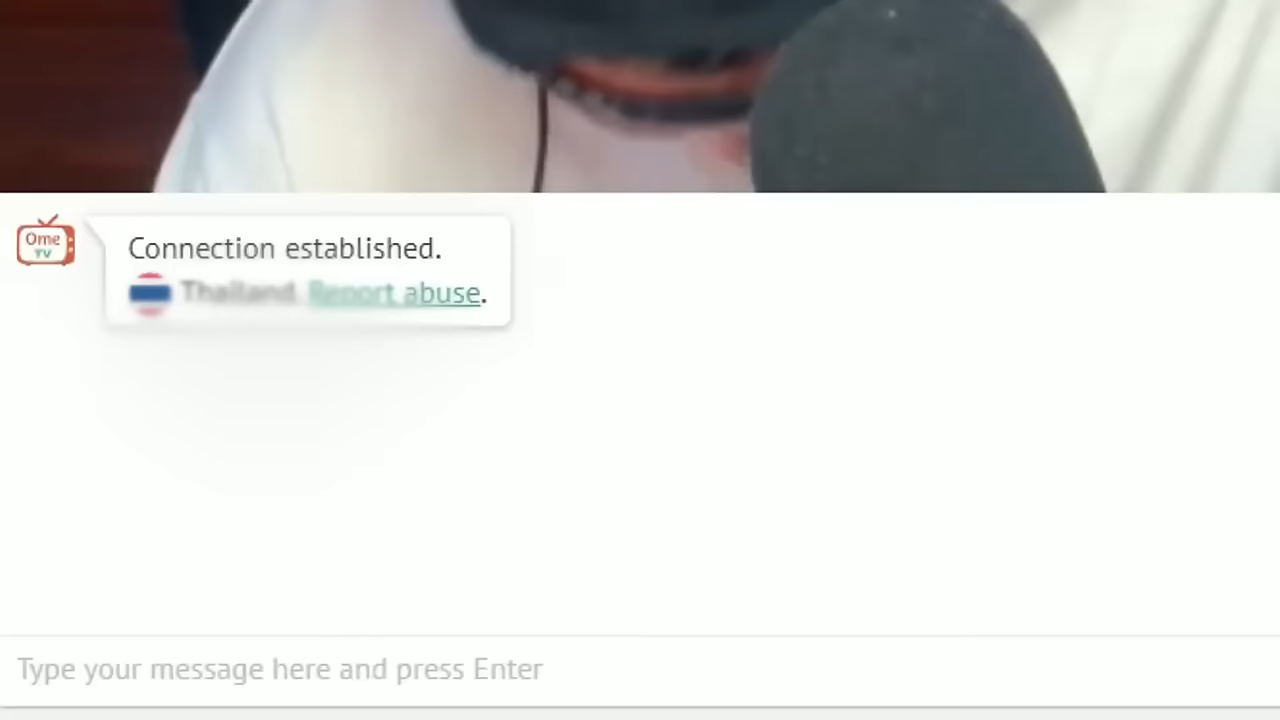 Ome
TV
Connection established.
Thailand. Report abuse.
Type your message here and press Enter